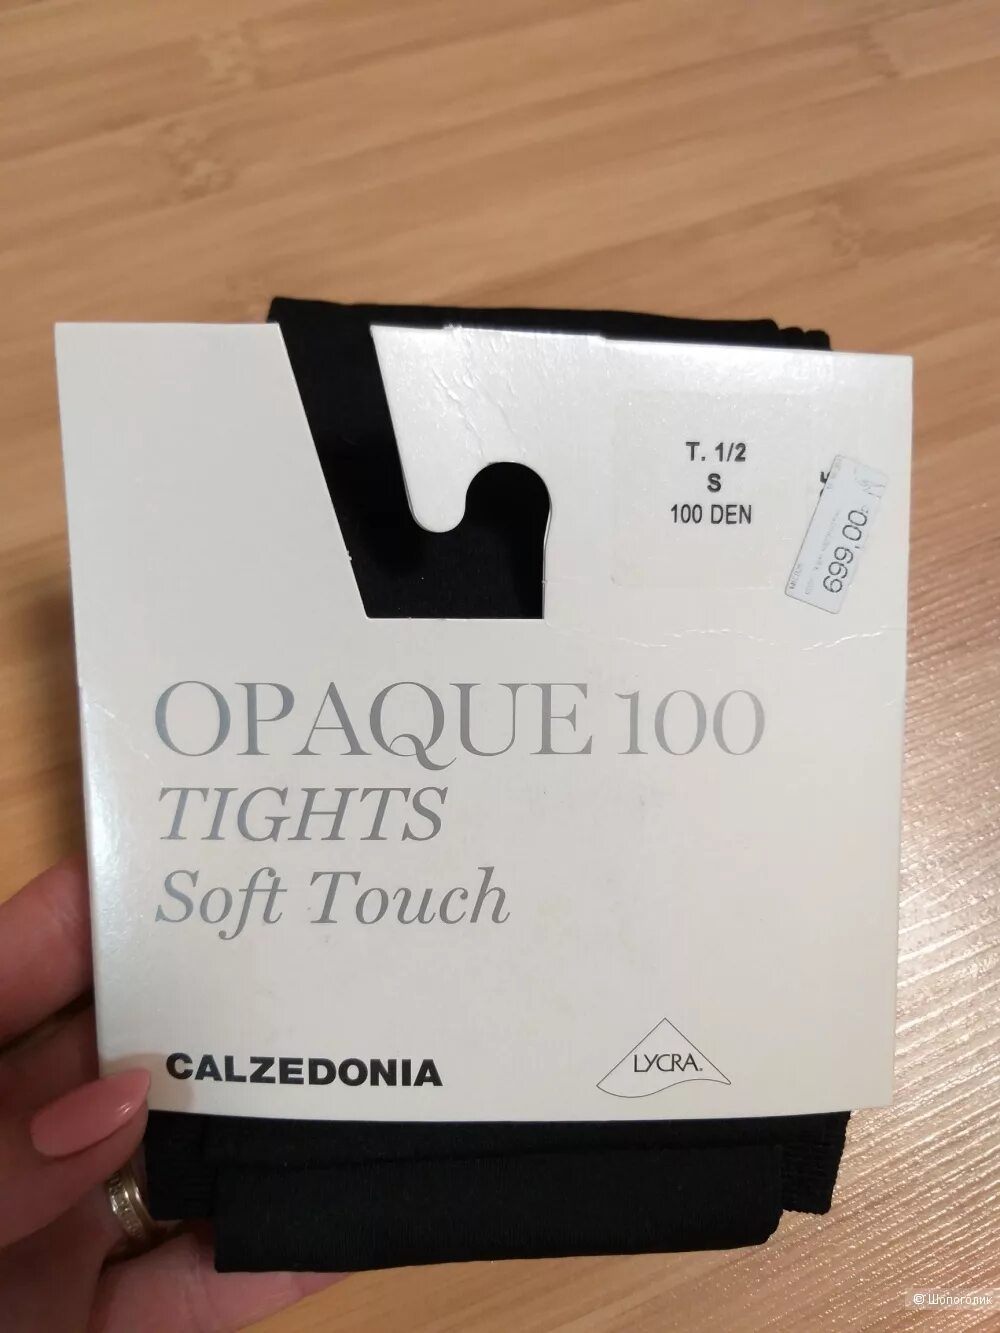 T. 1/2
S
100 DEN
699,00
OPAQUE 100
TIGHTS
Soft Touch
CALZEDONIA
LYCRA®
© Шопоголик